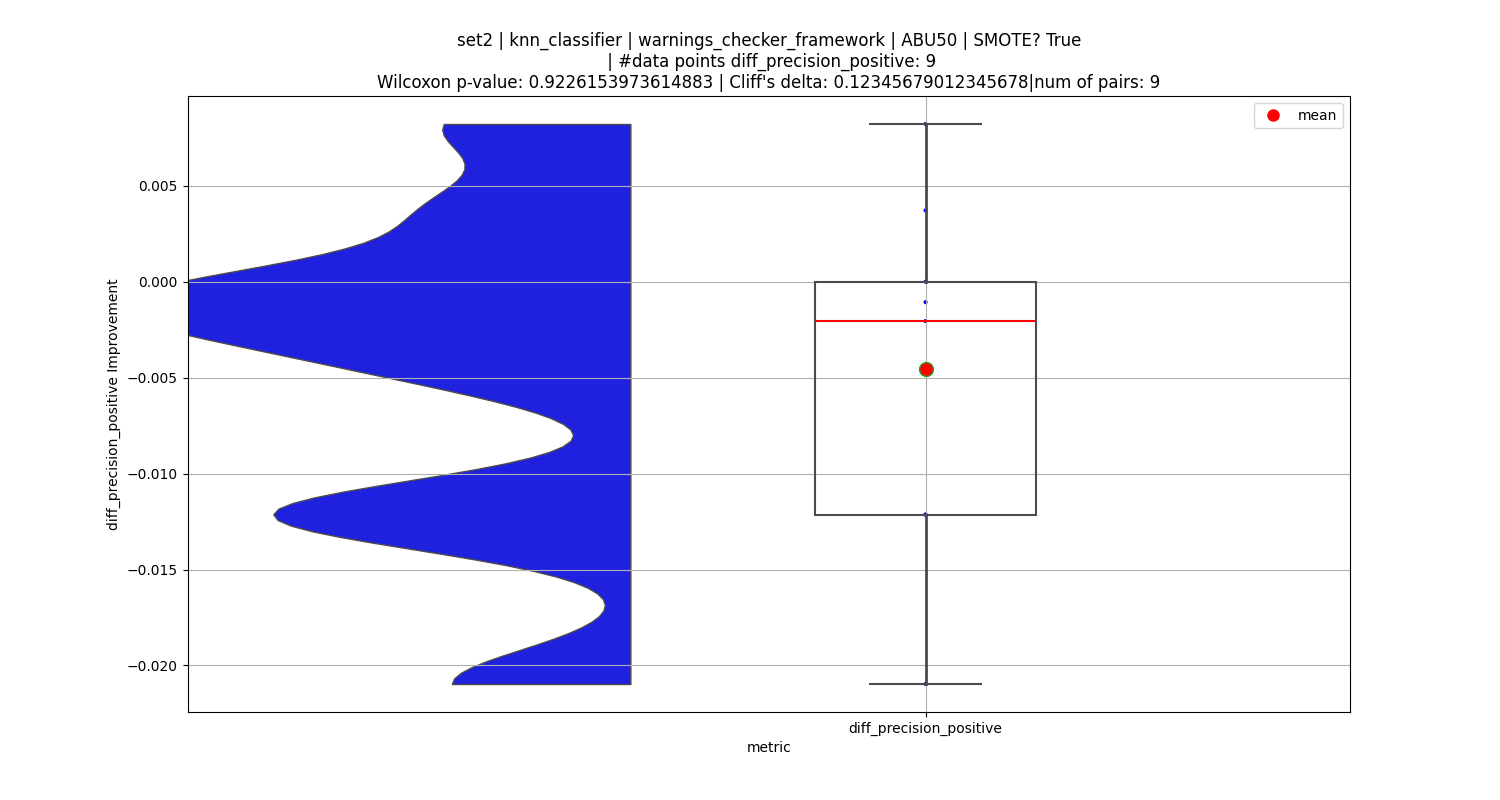 set2 | knn_classifier | warnings_checker_framework | ABU50 | SMOTE? True
| #data points diff_precision_positive: 9
Wilcoxon p-value: 0.9226153973614883 | Cliff's delta: 0.12345679012345678|num of pairs: 9
mean
0.005
0.000
−0.005
−0.010
−0.015
−0.020
diff_precision_positive Improvement
diff_precision_positive
metric